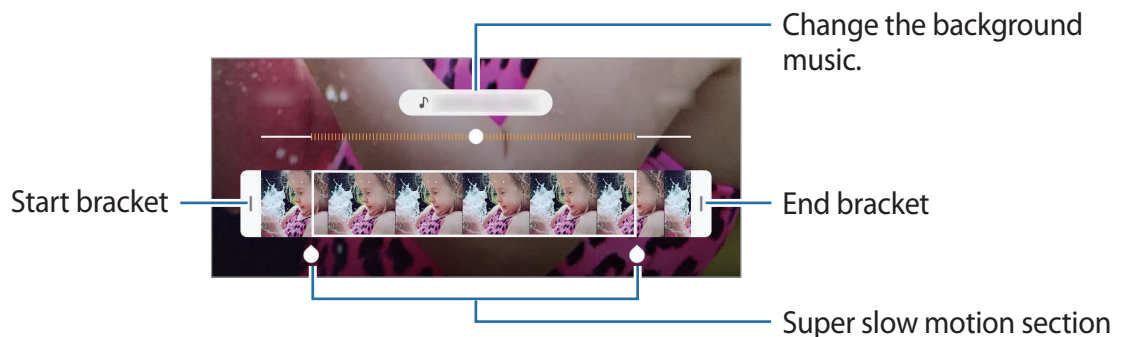 Change the background
music.
Start bracket
End bracket
Super slow motion section